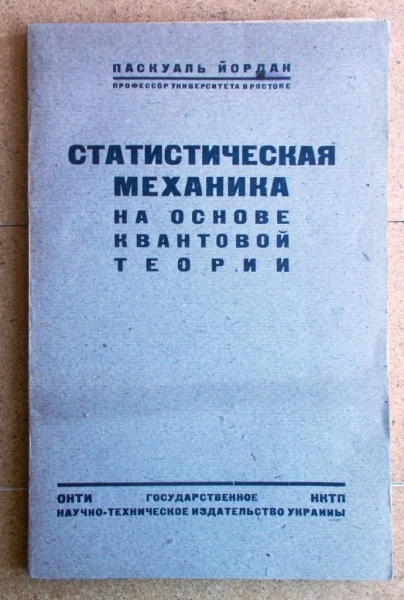 ПАСКУАЛЬ ЙОРДАН
ПРОФЕССОР УНИВЕРСИТЕТА В РОСТОКЕ
СТАТИСТИЧЕСКАЯ
МЕХАНИКА
НА ОСНОВЕ
КВАНТОВОЙ
ТЕОРИИ
ОНТИ ГОСУДАРСТВЕННОЕ НКТП
НАУЧНО-ТЕХНИЧЕСКОЕ ИЗДАТЕЛЬСТВО УКРАИНЫ